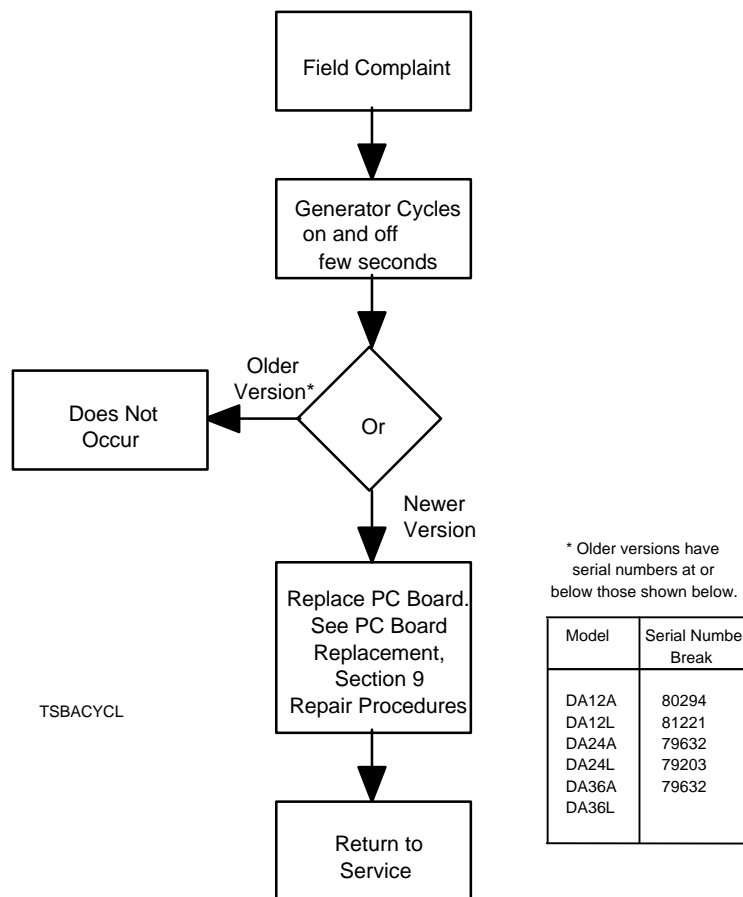 Field Complaint
Generator Cycles
on and off
few seconds
Older
Version*
Does Not
Occur
Or
Newer
Version
Replace PC Board.
See PC Board
Replacement,
Section 9
Repair Procedures
Return to
Service
TSBACYCL
* Older versions have
serial numbers at or
below those shown below.
Model Serial Number
Break
DA12A 80294
DA12L 81221
DA24A 79632
DA24L 79203
DA36A 79632
DA36L